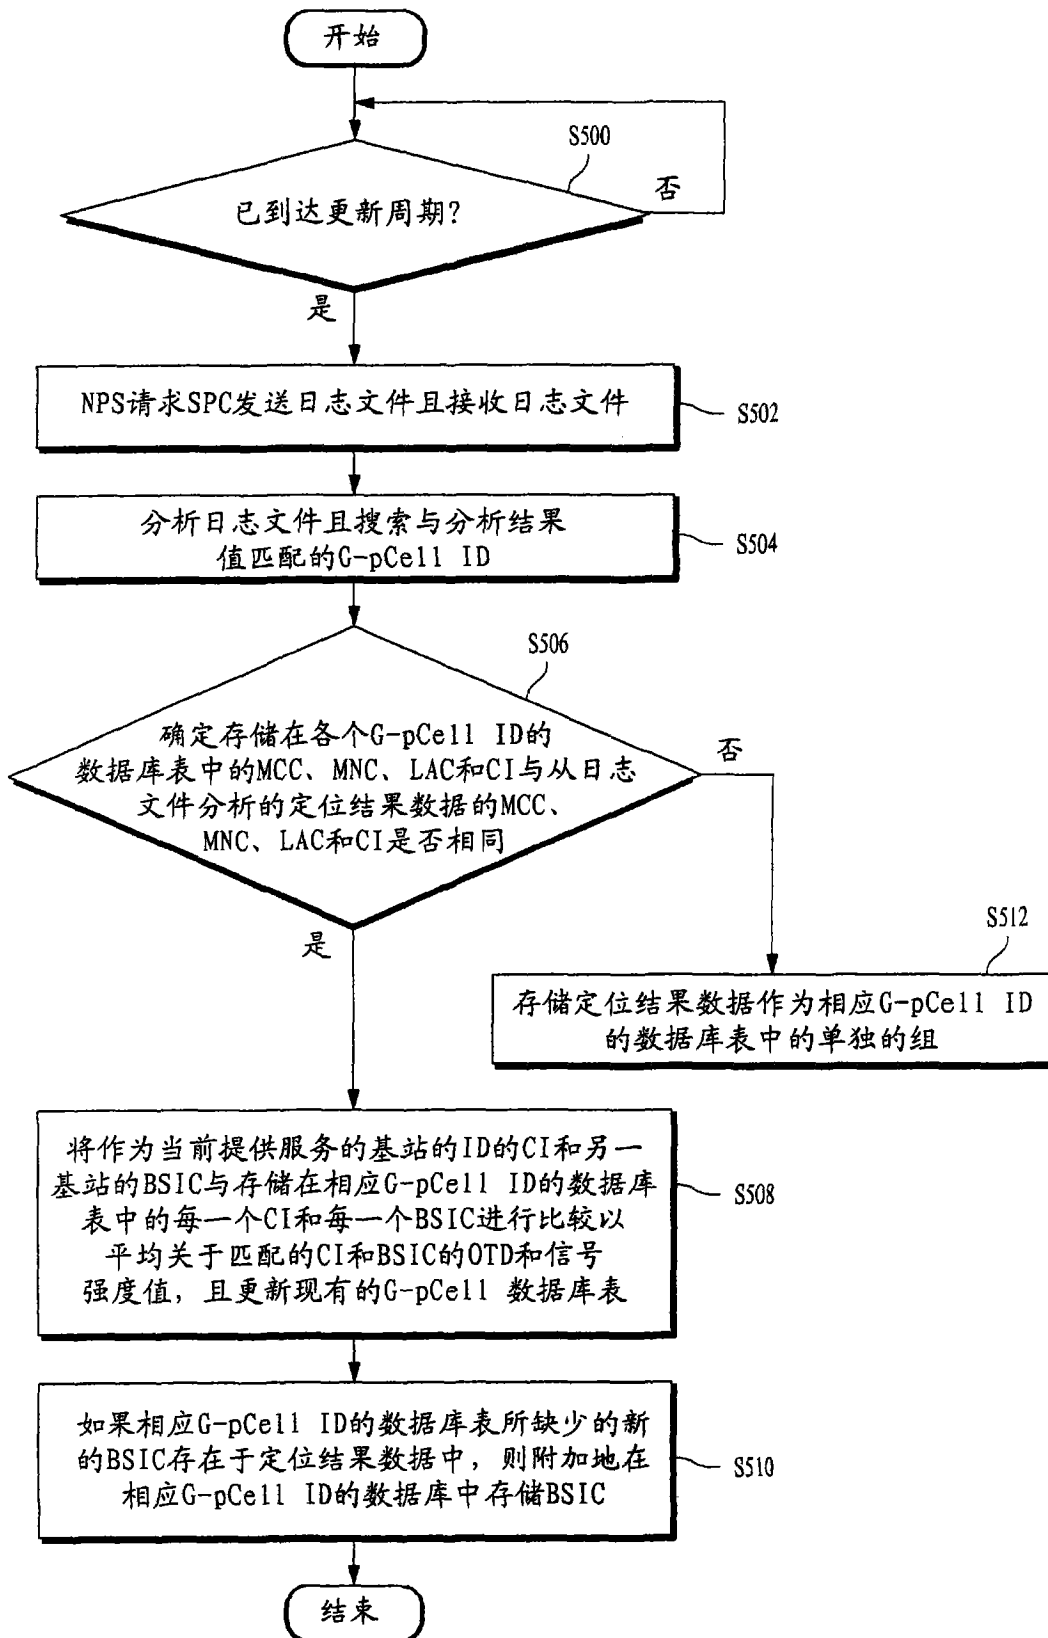 开始
S500
否
已到达更新周期?
是
NPS请求SPC发送日志文件且接收日志文件
S502
分析日志文件且搜索与分析结果
值匹配的G-pCell ID
S504
S506
确定存储在各个G-pCell ID的
数据库表中的MCC、MNC、LAC和CI与从日志
文件分析的定位结果数据的MCC、
MNC、LAC和CI是否相同
否
是
S512
存储定位结果数据作为相应G-pCell ID
的数据库表中的单独的组
将作为当前提供服务的基站的ID的CI和另一
基站的BSIC与存储在相应G-pCell ID的数据库
表中的每一个CI和每一个BSIC进行比较以
平均关于匹配的CI和BSIC的OTD和信号
强度值，且更新现有的G-pCell 数据库表
S508
如果相应G-pCell ID的数据库表所缺少的新
的BSIC存在于定位结果数据中，则附加地在
相应G-pCell ID的数据库中存储BSIC
S510
结束